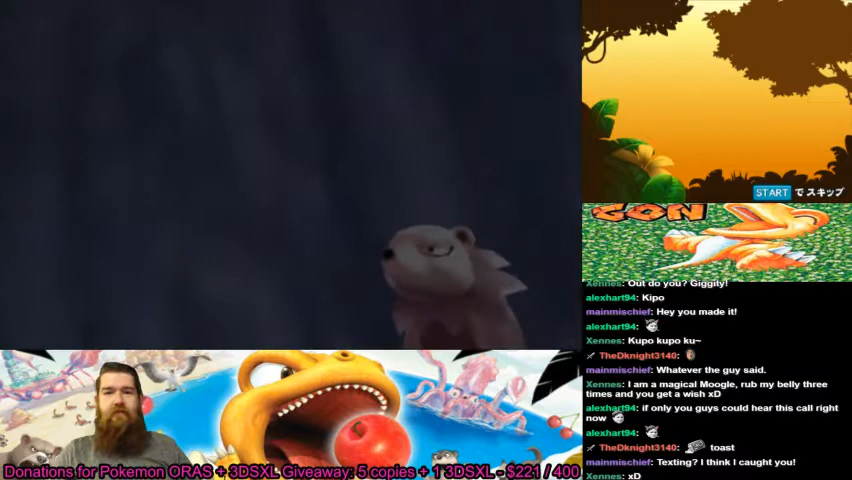 START でスキップ
GON
Xennes: Out do you? Giggity!
alexhart94: Kipo
mainmischief: Hey you made it!
alexhart94:
Xennes: Kupo kupo ku~
TheDknight3140:
mainmischief: Whatever the guy said.
Xennes: I am a magical Moogle, rub my belly three
times and you get a wish xD
alexhart94: if only you guys could hear this call right
now
alexhart94:
TheDknight3140: toast
mainmischief: Texting? I think I caught you!
Xennes: xD
Donations for Pokemon ORAS + 3DSXL Giveaway: 5 copies + 1 3DSXL - $221 / 400